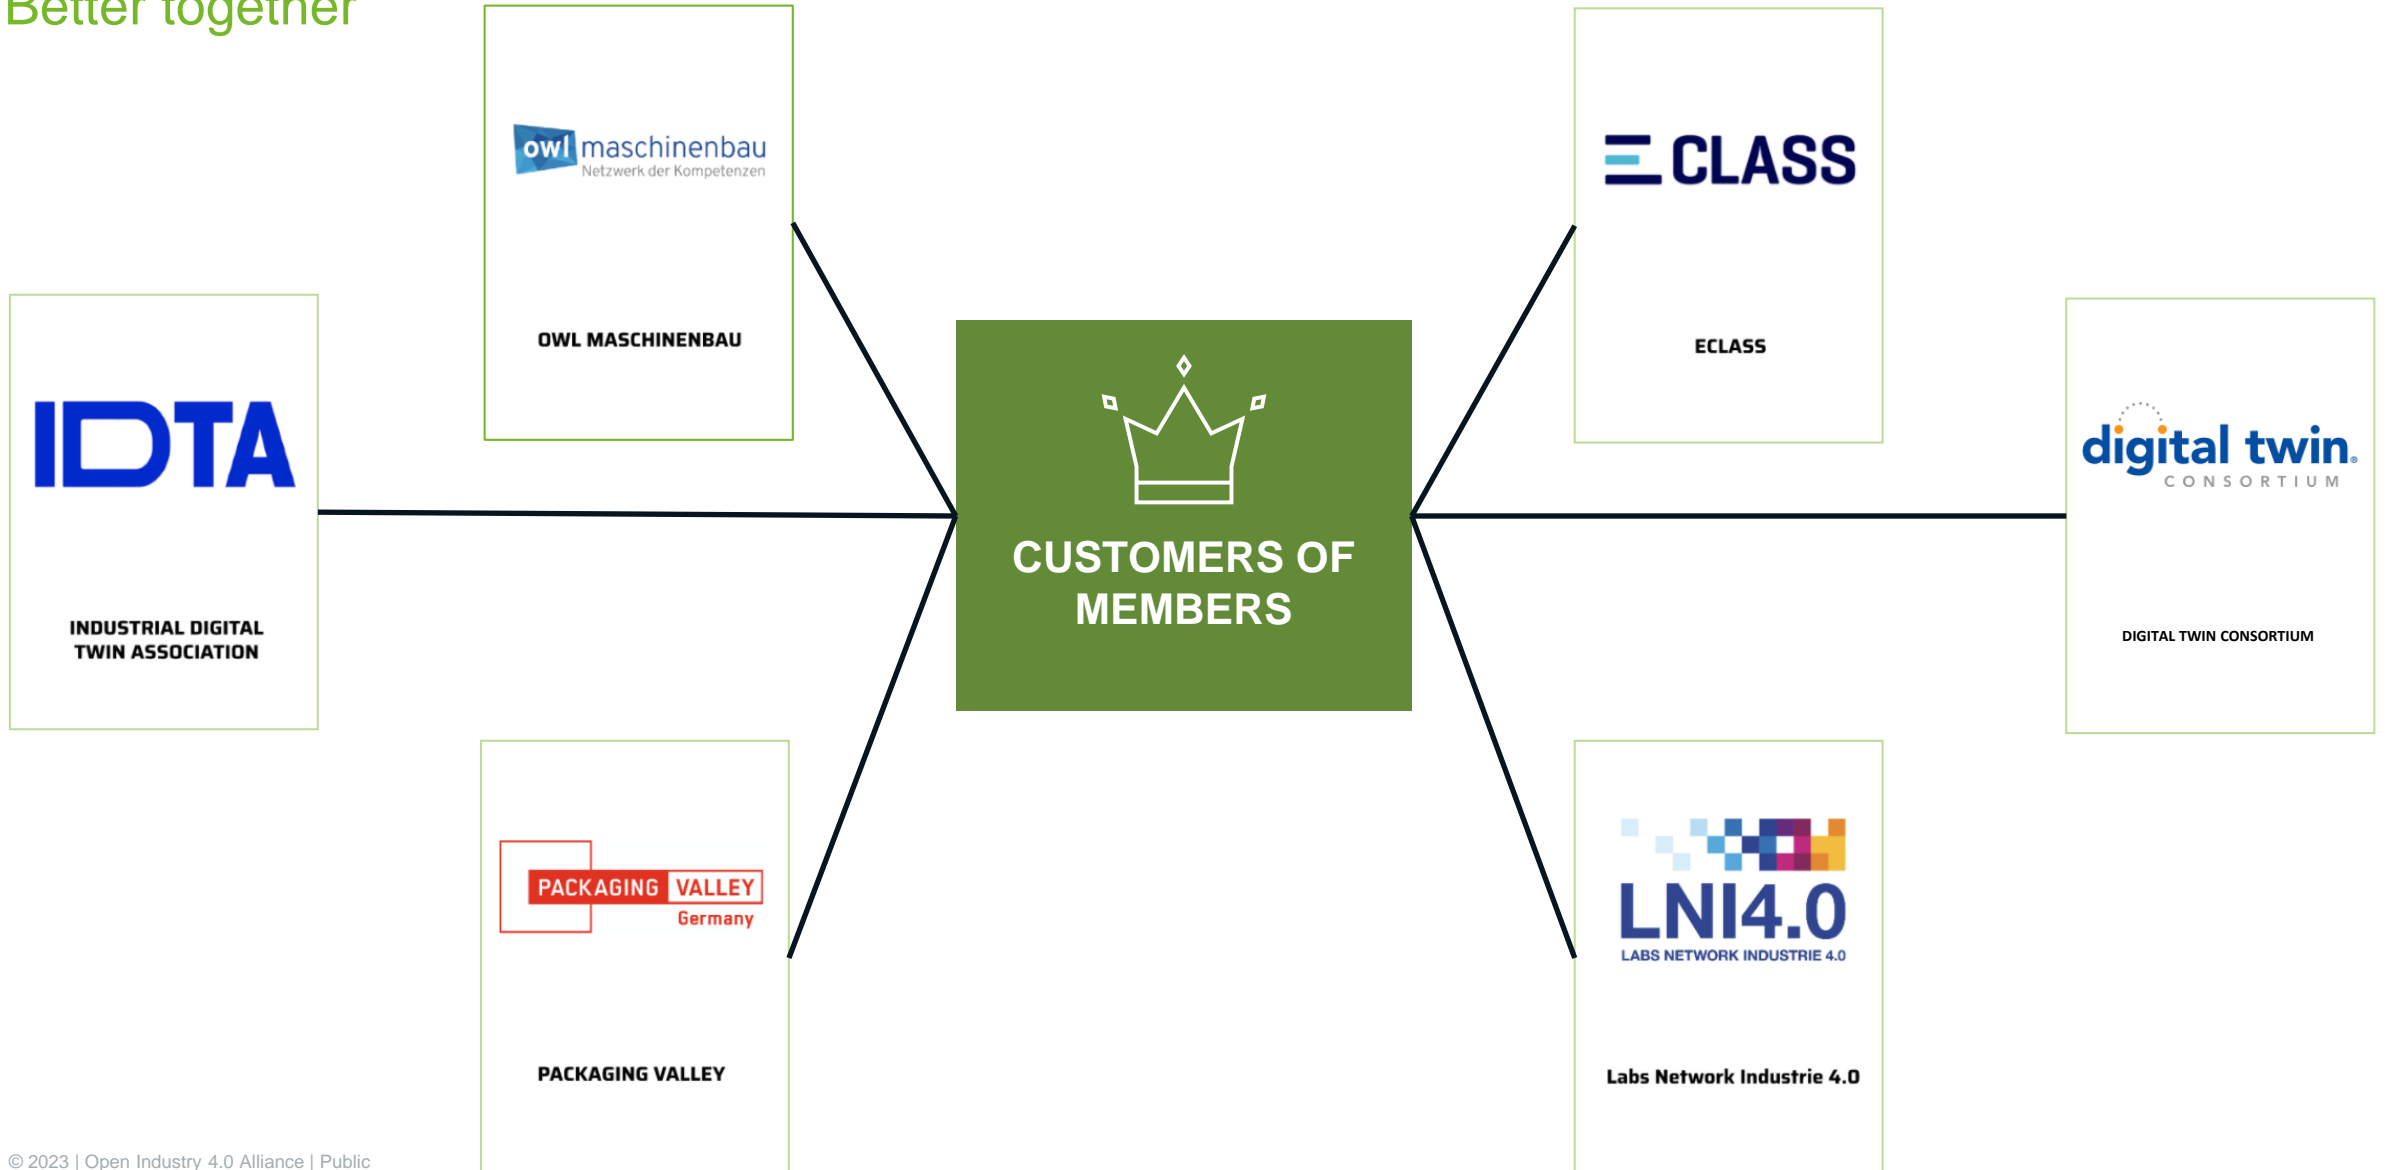 Better together
owl maschinenbau
Netzwerk der Kompetenzen
OWL MASCHINENBAU
ECLASS
ECLASS
IDTA
INDUSTRIAL DIGITAL
TWIN ASSOCIATION
CUSTOMERS OF
MEMBERS
digital twin®
CONSORTIUM
DIGITAL TWIN CONSORTIUM
PACKAGING VALLEY
Germany
PACKAGING VALLEY
LNI4.0
LABS NETWORK INDUSTRIE 4.0
Labs Network Industrie 4.0
© 2023 | Open Industry 4.0 Alliance | Public